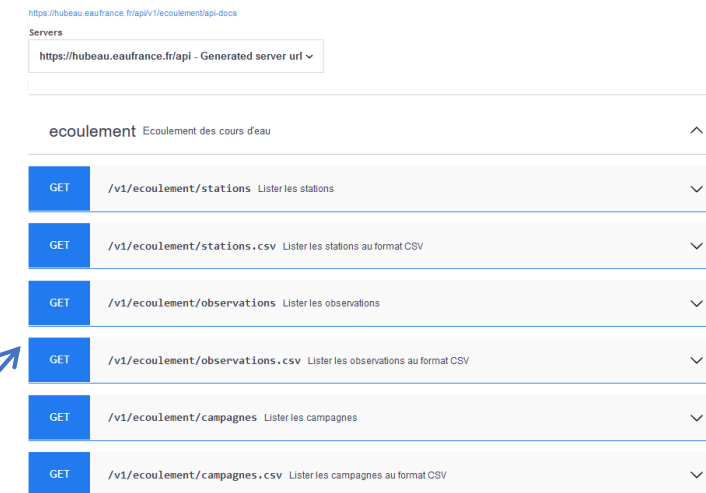 https://hubeau.eaufrance.fr/api/v1/ecoulement/api-docs
Servers
https://hubeau.eaufrance.fr/api - Generated server url
ecoulement Ecoulement des cours d'eau
GET /v1/ecoulement/stations Lister les stations
GET /v1/ecoulement/stations.csv Lister les stations au format CSV
GET /v1/ecoulement/observations Lister les observations
GET /v1/ecoulement/observations.csv Lister les observations au format CSV
GET /v1/ecoulement/campagnes Lister les campagnes
GET /v1/ecoulement/campagnes.csv Lister les campagnes au format CSV